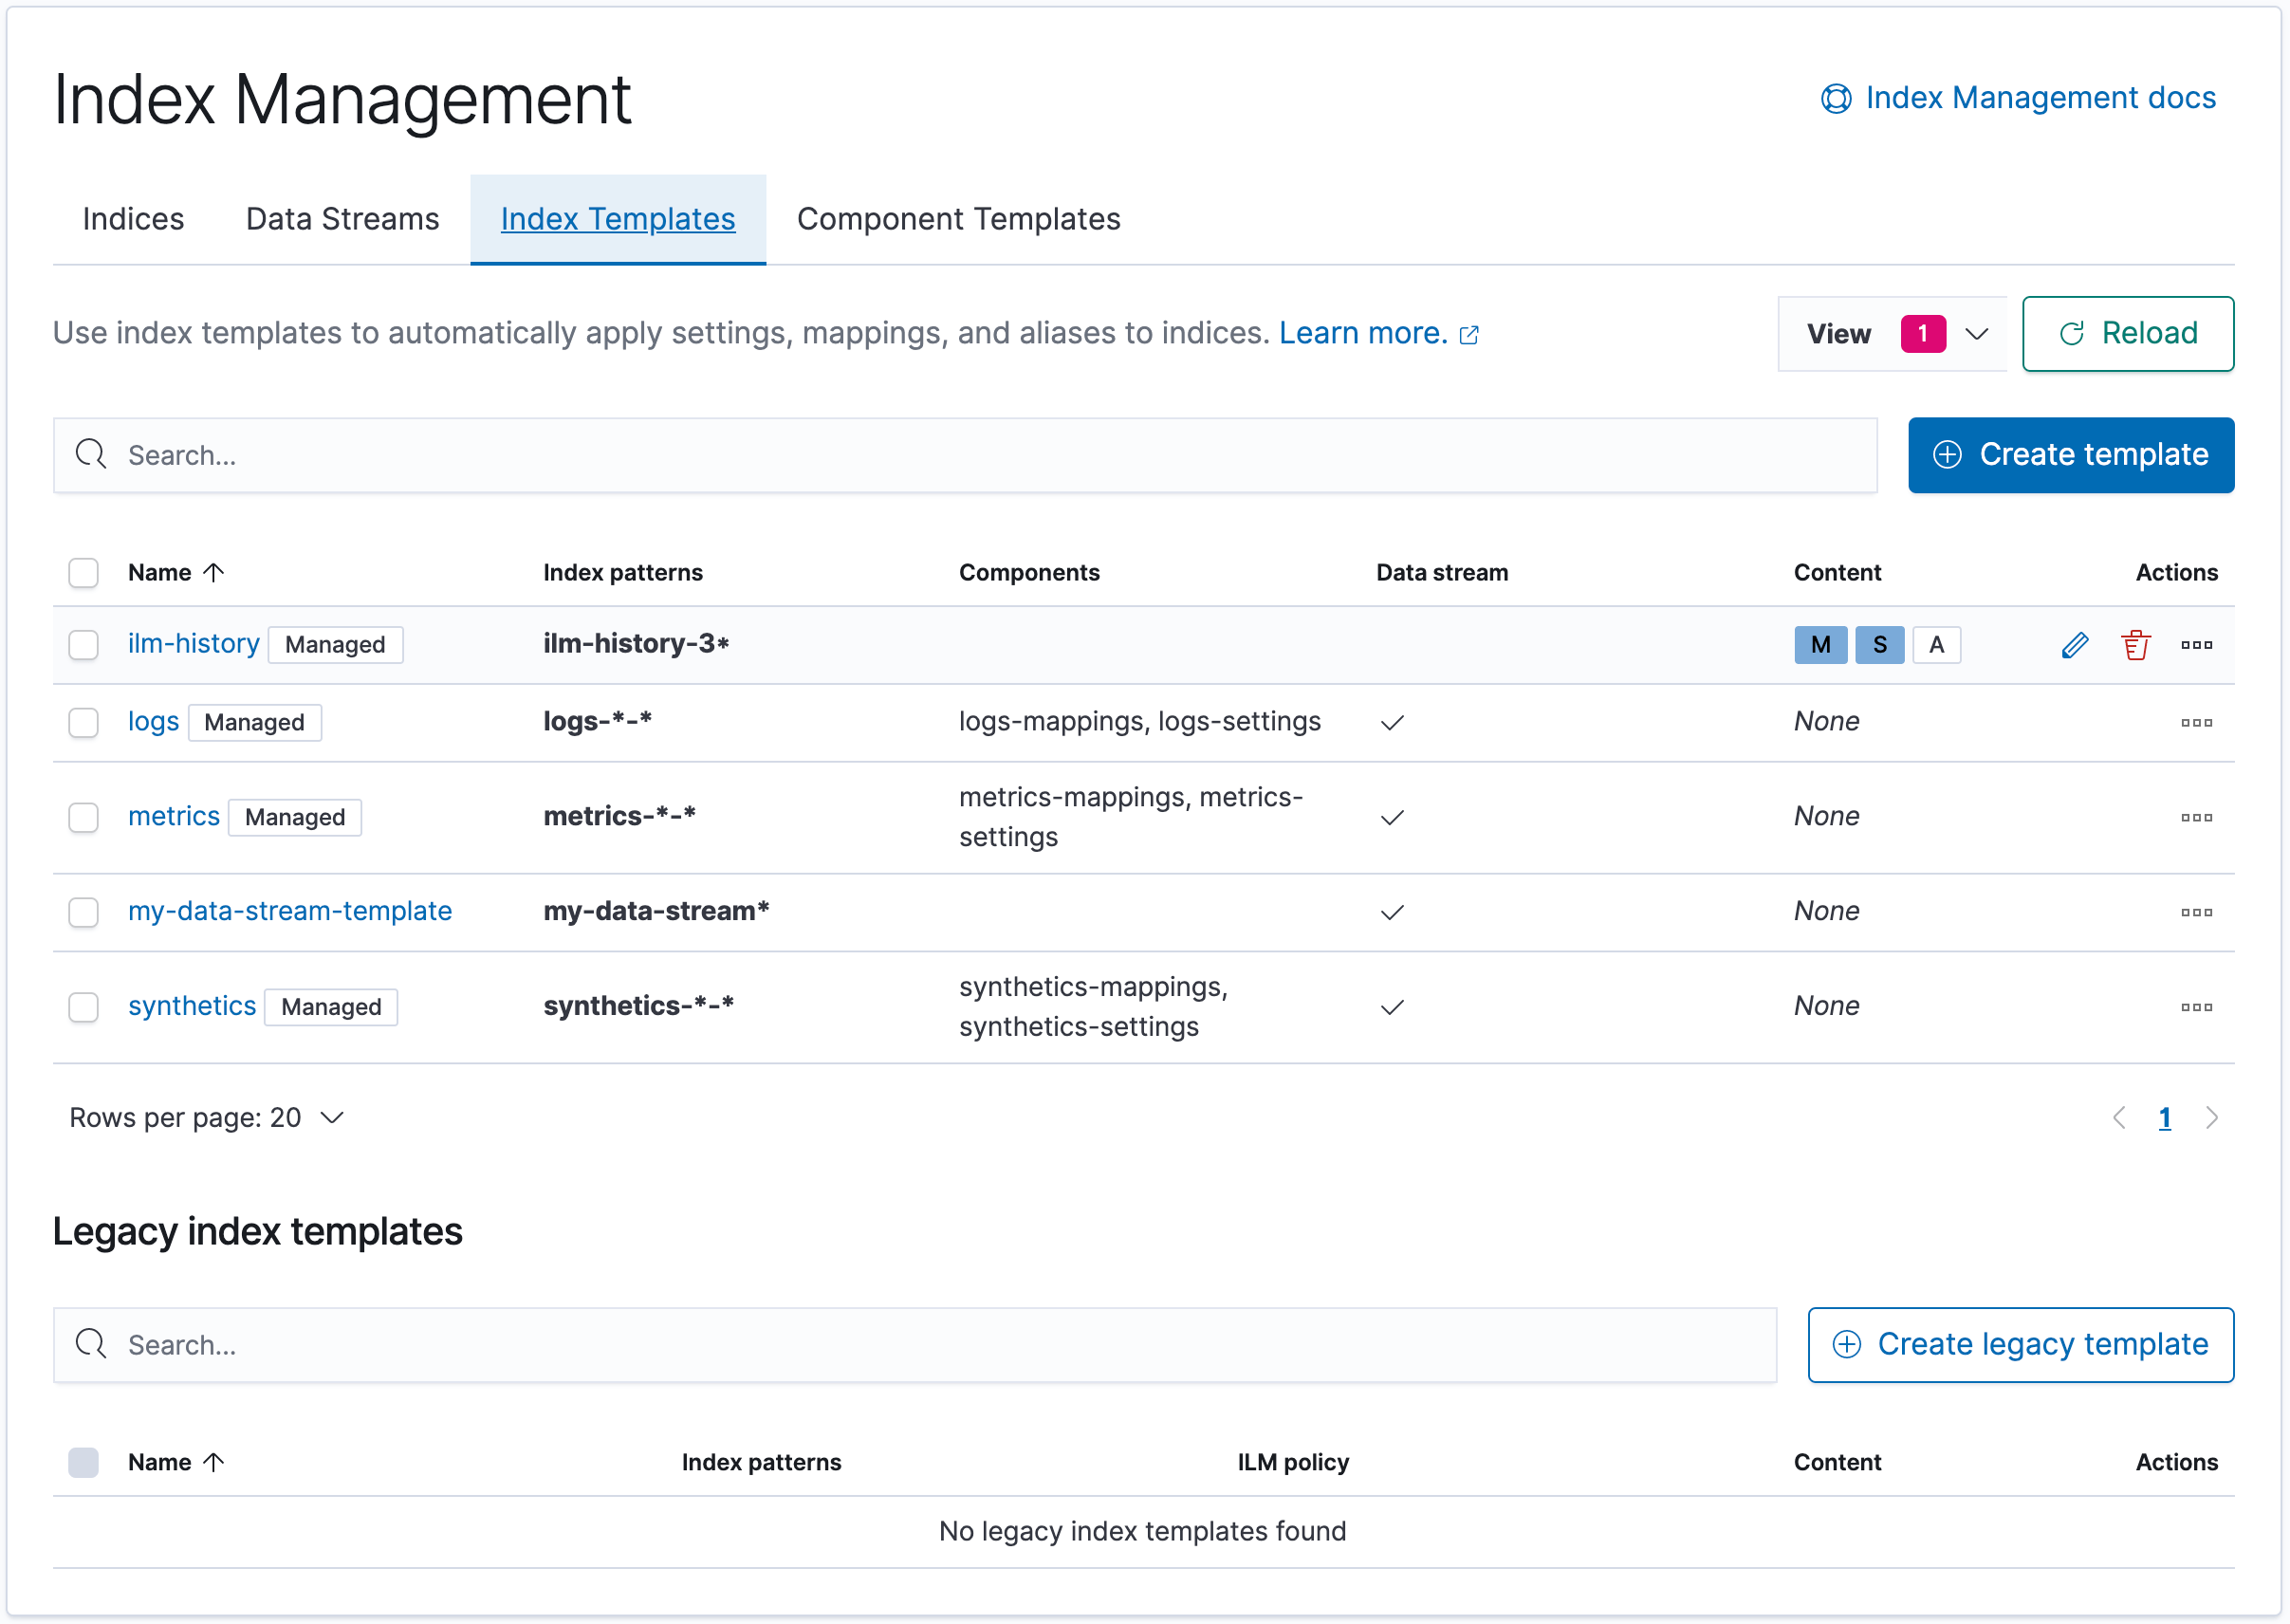 Index Management
Index Management docs
Indices Data Streams Index Templates Component Templates
Use index templates to automatically apply settings, mappings, and aliases to indices. Learn more.
View 1 Reload
Search...
Create template
Name Index patterns Components Data stream Content Actions
ilm-history Managed ilm-history-3* M S A
logs Managed logs-*-* logs-mappings, logs-settings None
metrics Managed metrics-*-* metrics-mappings, metrics-
settings
None
my-data-stream-template my-data-stream* None
synthetics Managed synthetics-*-* synthetics-mappings,
synthetics-settings
None
Rows per page: 20
1
Legacy index templates
Search...
Create legacy template
Name Index patterns ILM policy Content Actions
No legacy index templates found